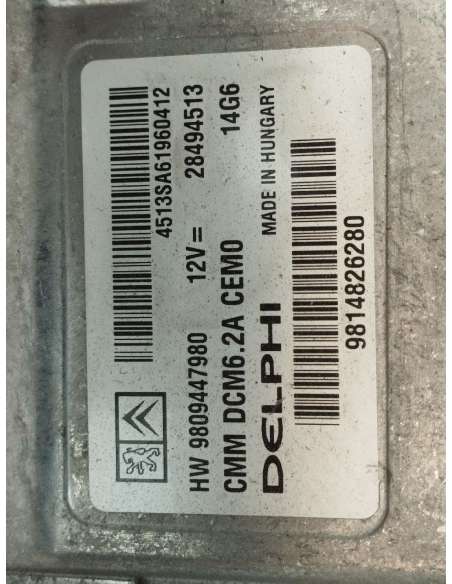 4513SA61960412
HW 9809447980 12V = 28494513
CMM DCM6.2A CEM0 14G6
DELPHI MADE IN HUNGARY
9814826280